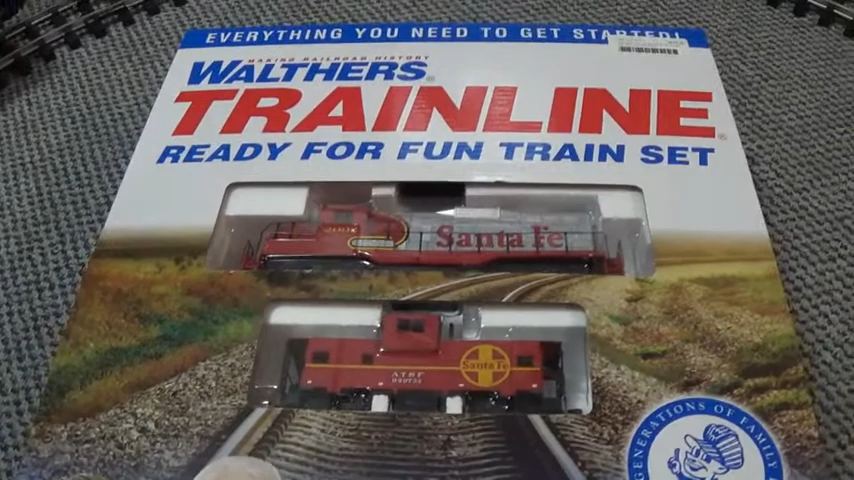 EVERYTHING YOU NEED TO GET STARTED!
MAKING RAILROAD HISTORY
WALTHERS
TRAINLINE®
READY FOR FUN TRAIN SET
Santa Fe
Santa Fe
ATSF
GENERATIONS OF FAMILY